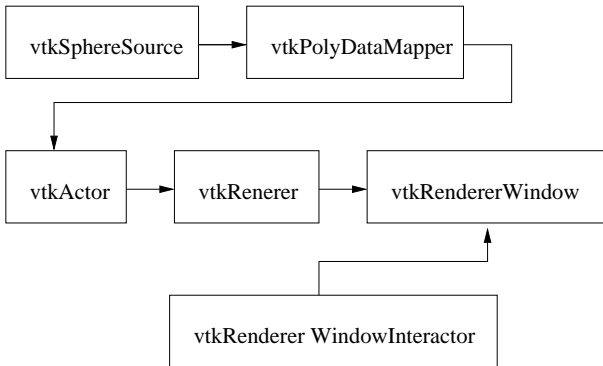 vtkSphereSource
vtkPolyDataMapper
vtkActor
vtkRenerer
vtkRendererWindow
vtkRenderer WindowInteractor